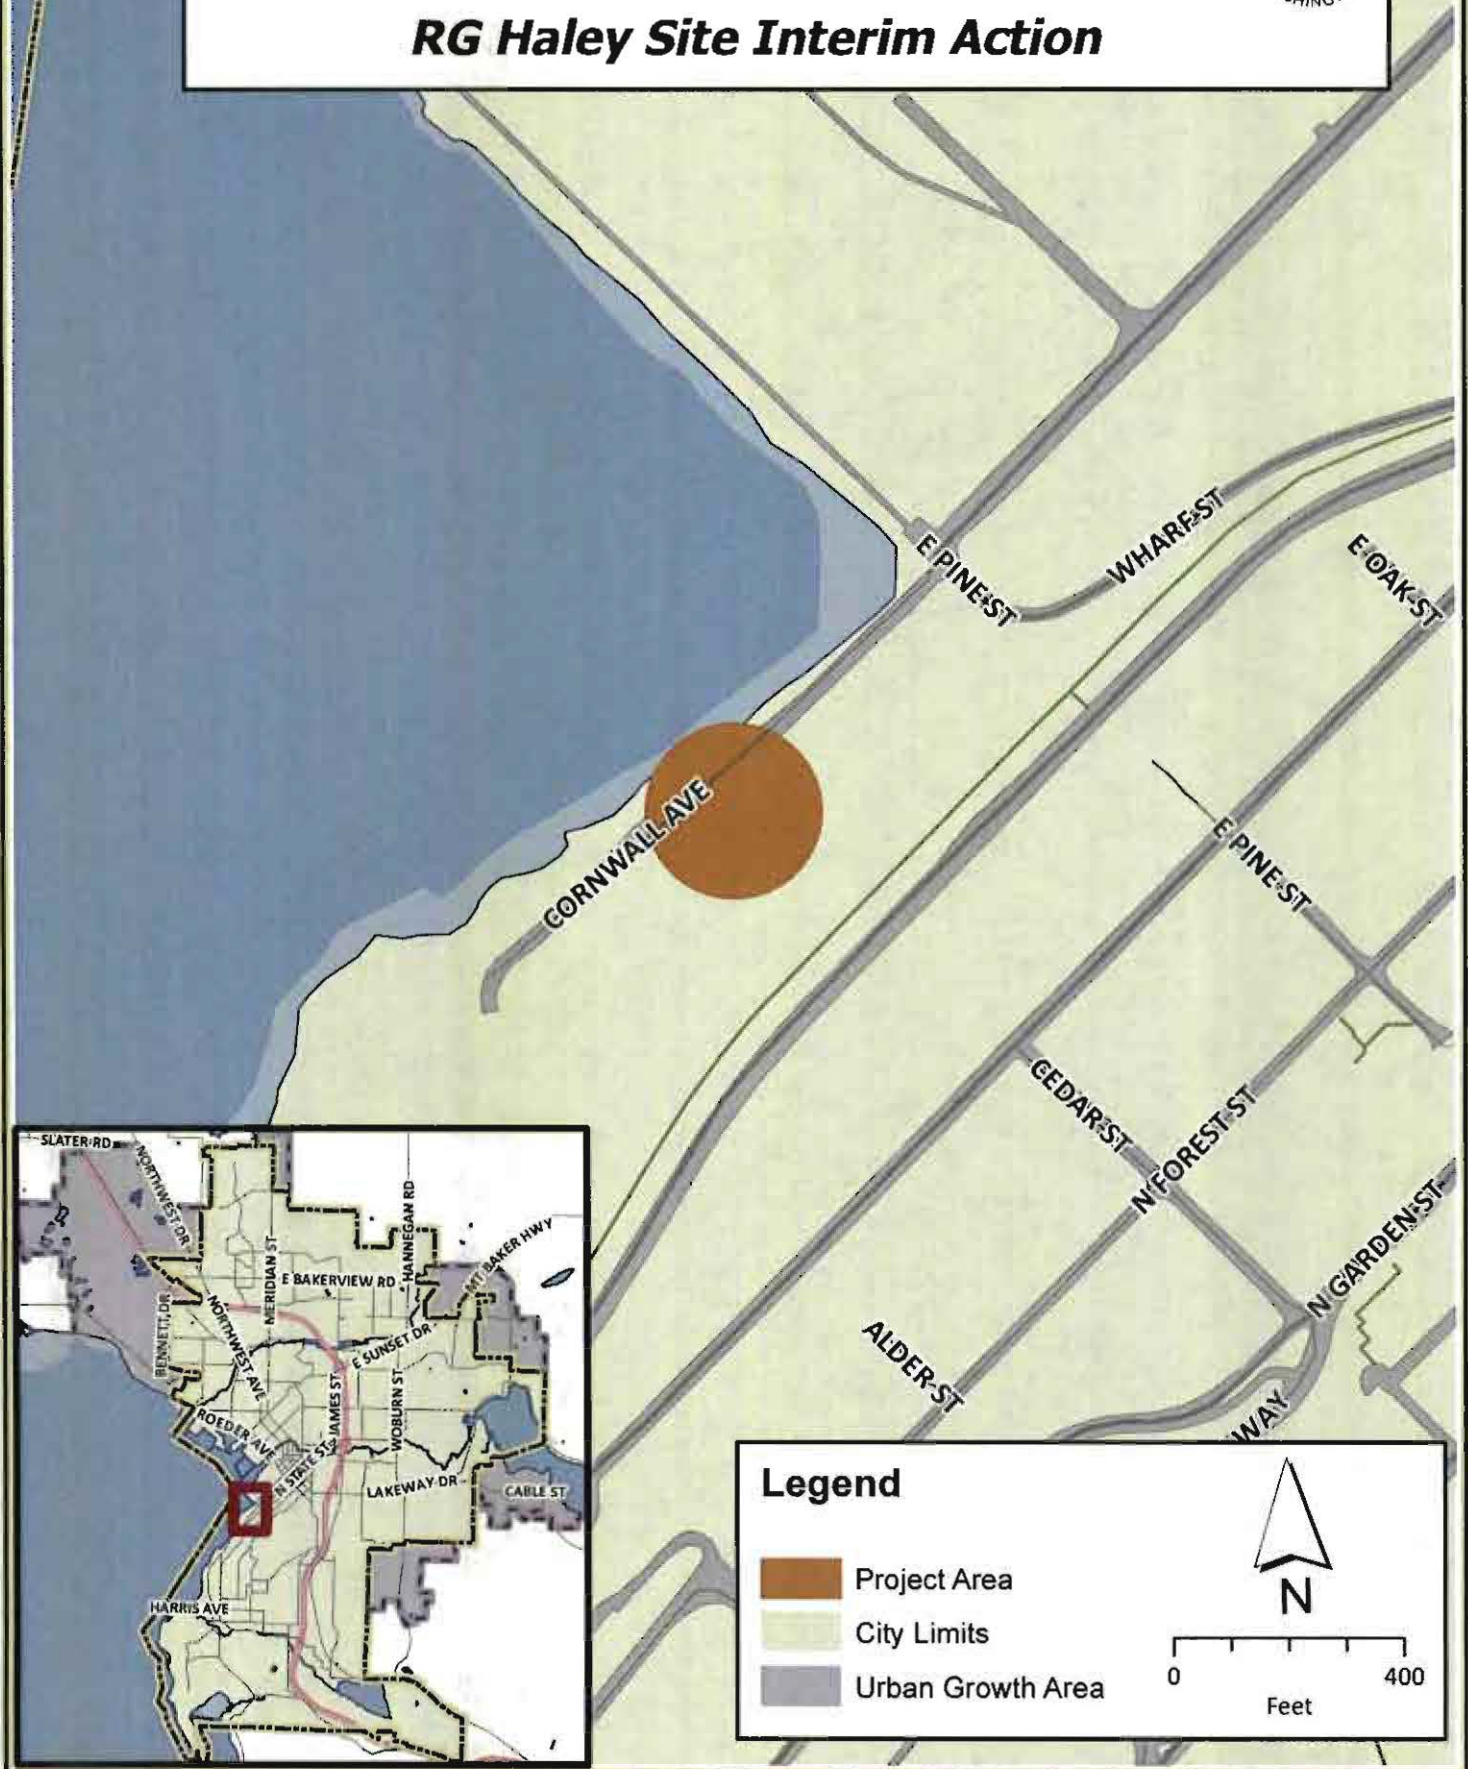 RG Haley Site Interim Action
WHARF ST
E PINE ST
E OAK ST
CORNWALL AVE
E PINE ST
CEDAR ST
N FOREST ST
N GARDEN ST
ALDER ST
WAY
SLATER RD
NORTHWEST DR
HANNEGAN RD
MT BAKER HWY
MERIDIAN ST
E BAKERVIEW RD
BENNETT DR
NORTHWEST AVE
E SUNSET DR
JAMES ST
WOBURN ST
ROEDER AVE
N STATE ST
LAKEWAY DR
CABLE ST
HARRIS AVE
Legend
Project Area
City Limits
Urban Growth Area
N
0 400
Feet